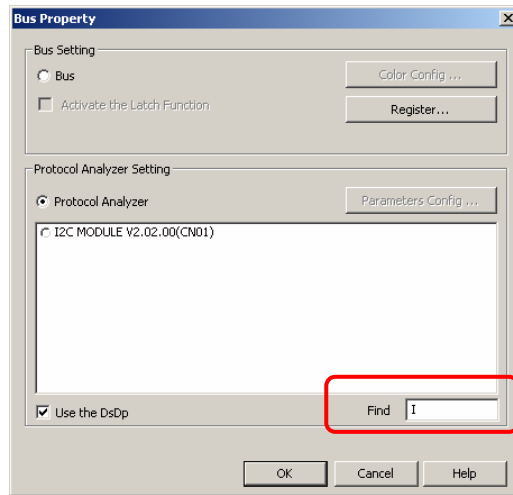 Bus Property
Bus Setting
Bus
Color Config ...
Activate the Latch Function
Register...
Protocol Analyzer Setting
Protocol Analyzer
Parameters Config ...
I2C MODULE V2.02.00(CN01)
Use the DsDp
Find I
OK Cancel Help